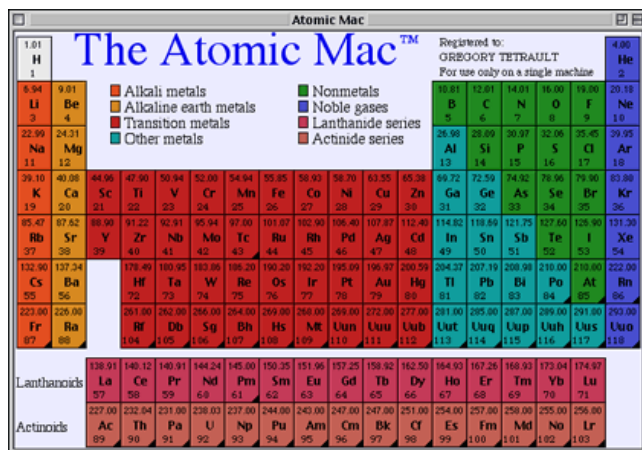 Atomic Mac
The Atomic Mac™
Registered to:
GREGORY TETRAULT
For use only on a single machine
Alkali metals
Alkaline earth metals
Transition metals
Other metals
Nonmetals
Noble gases
Lanthanide series
Actinide series
1.01 4.00
H He
1 2
6.94 9.01 10.81 12.01 14.01 16.00 19.00 20.18
Li Be B C N O F Ne
3 4 5 6 7 8 9 10
22.99 24.31 26.98 28.09 30.97 32.06 35.45 39.95
Na Mg Al Si P S Cl Ar
11 12 13 14 15 16 17 18
39.10 40.08 44.96 47.90 50.94 52.00 54.94 55.85 58.93 58.70 63.55 65.38 69.72 72.59 74.92 78.96 79.90 83.80
K Ca Sc Ti V Cr Mn Fe Co Ni Cu Zn Ga Ge As Se Br Kr
19 20 21 22 23 24 25 26 27 28 29 30 31 32 33 34 35 36
85.47 87.62 88.90 91.22 92.91 95.94 97.00 101.07 102.90 106.40 107.87 112.40 114.82 118.69 121.75 127.60 126.90 131.30
Rb Sr Y Zr Nb Mo Tc Ru Rh Pd Ag Cd In Sn Sb Te I Xe
37 38 39 40 41 42 43 44 45 46 47 48 49 50 51 52 53 54
132.90 137.34 178.49 180.95 183.86 186.20 190.20 192.20 195.09 196.97 200.59 204.37 207.19 208.98 210.00 210.00 222.00
Cs Ba Hf Ta W Re Os Ir Pt Au Hg Tl Pb Bi Po At Rn
55 56 72 73 74 75 76 77 78 79 80 81 82 83 84 85 86
223.00 226.00 261.00 262.00 266.00 264.00 269.00 268.00 269.00 272.00 277.00 281.00 285.00 289.00 289.00 291.00 293.00
Fr Ra Rf Db Sg Bh Hs Mt Uun Uuu Uub Uut Uuq Uup Uuh Uus Uuo
87 88 104 105 106 107 108 109 110 111 112 113 114 115 116 117 118
138.91 140.12 140.91 144.24 145.00 150.35 151.96 157.25 158.92 162.50 164.93 167.26 168.93 173.04 174.97
Lanthanoids La Ce Pr Nd Pm Sm Eu Gd Tb Dy Ho Er Tm Yb Lu
57 58 59 60 61 62 63 64 65 66 67 68 69 70 71
227.00 232.04 231.00 238.03 237.00 244.00 243.00 247.00 247.00 251.00 254.00 257.00 258.00 255.00 256.00
Actinoids Ac Th Pa U Np Pu Am Cm Bk Cf Es Fm Md No Lr
89 90 91 92 93 94 95 96 97 98 99 100 101 102 103